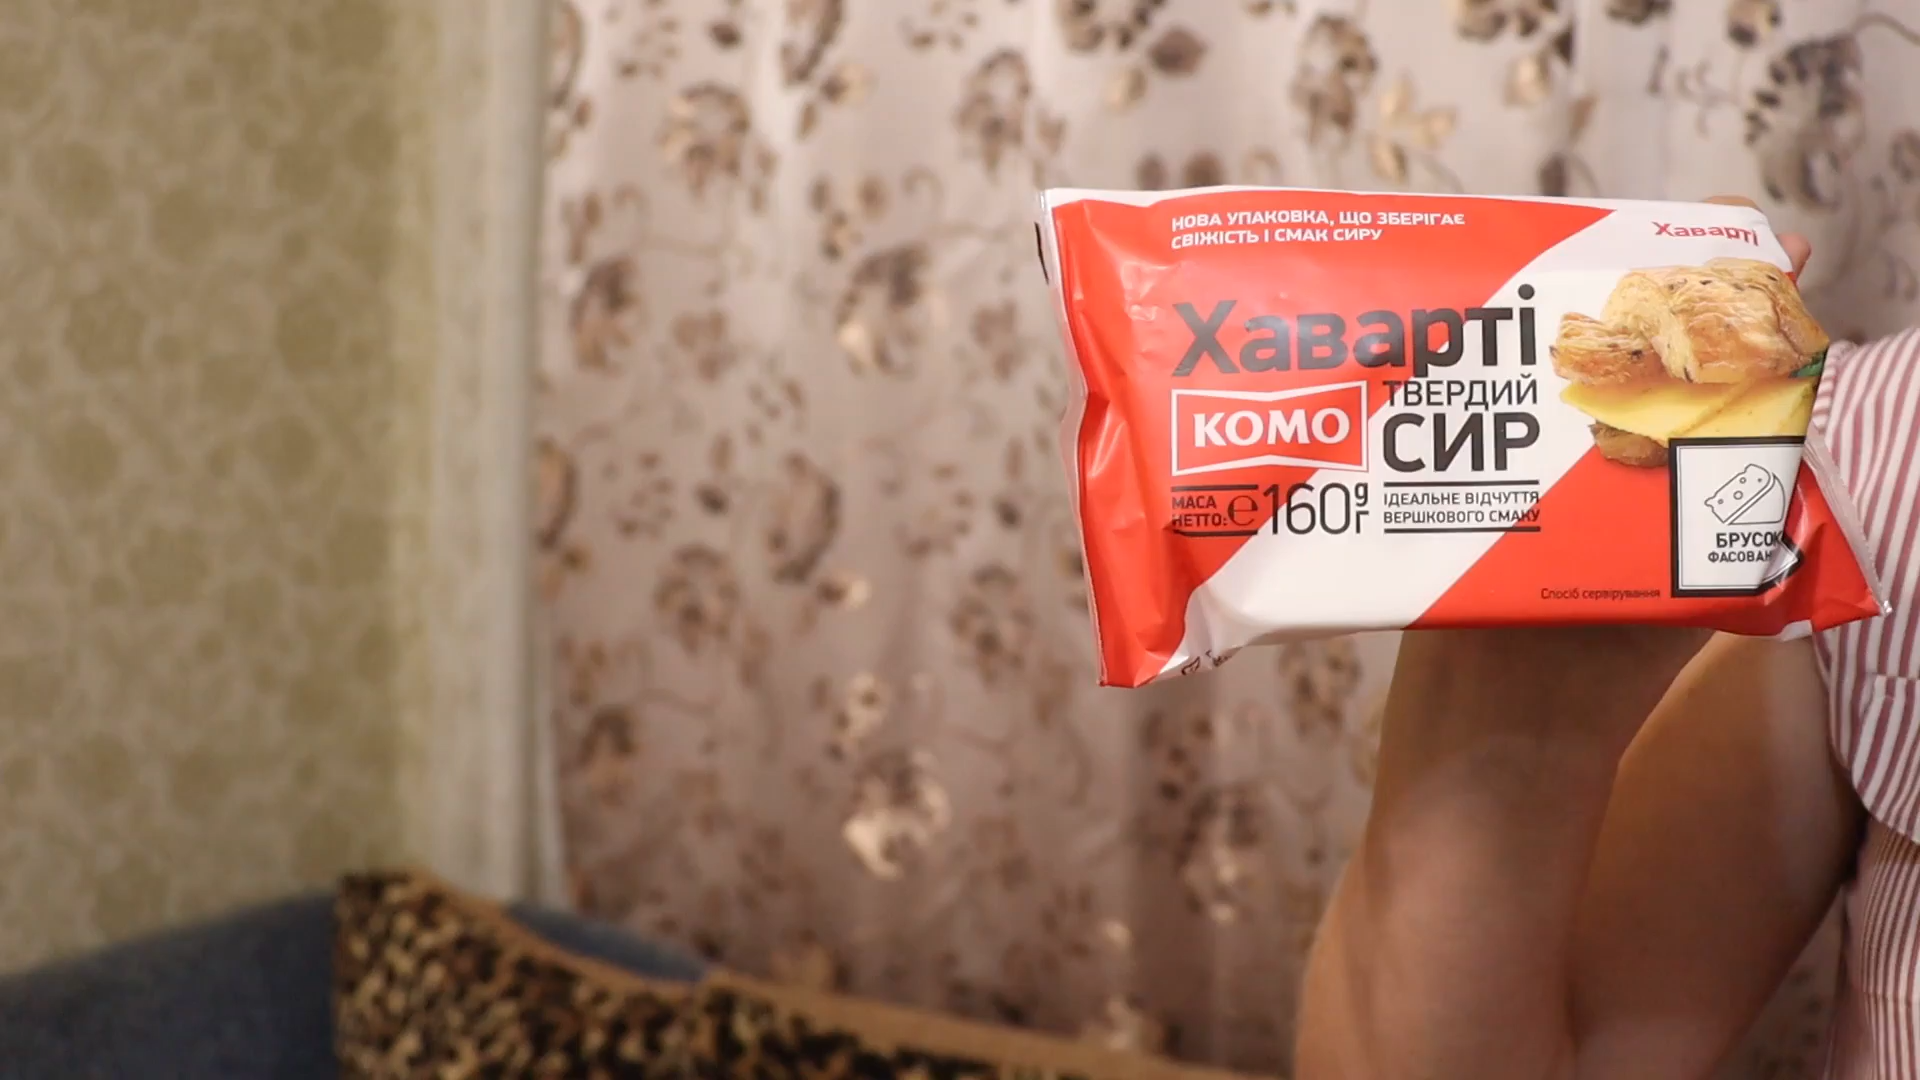 НОВА УПАКОВКА, ЩО ЗБЕРІГАЄ
СВІЖІСТЬ І СМАК СИРУ
Хаварті
Хаварті
КОМО
ТВЕРДИЙ
СИР
МАСА
НЕТТО: e 160 g г
ІДЕАЛЬНЕ ВІДЧУТТЯ
ВЕРШКОВОГО СМАКУ
БРУСОК
Спосіб сервірування